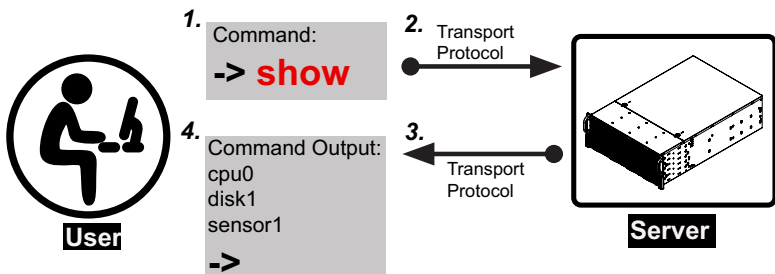 1.
Command:
-> show
2.
Transport
Protocol
3.
Transport
Protocol
4.
Command Output:
cpu0
disk1
sensor1
->
User
Server